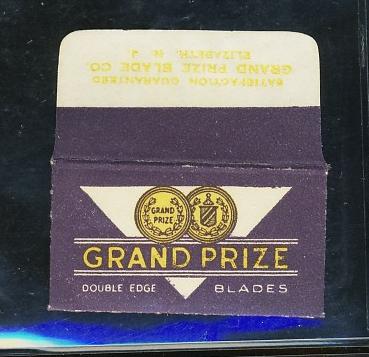 SATISFACTION GUARANTEED
GRAND PRIZE BLADE CO.
ELIZABETH, N. J.
GRAND
PRIZE
GRAND PRIZE
DOUBLE EDGE BLADES